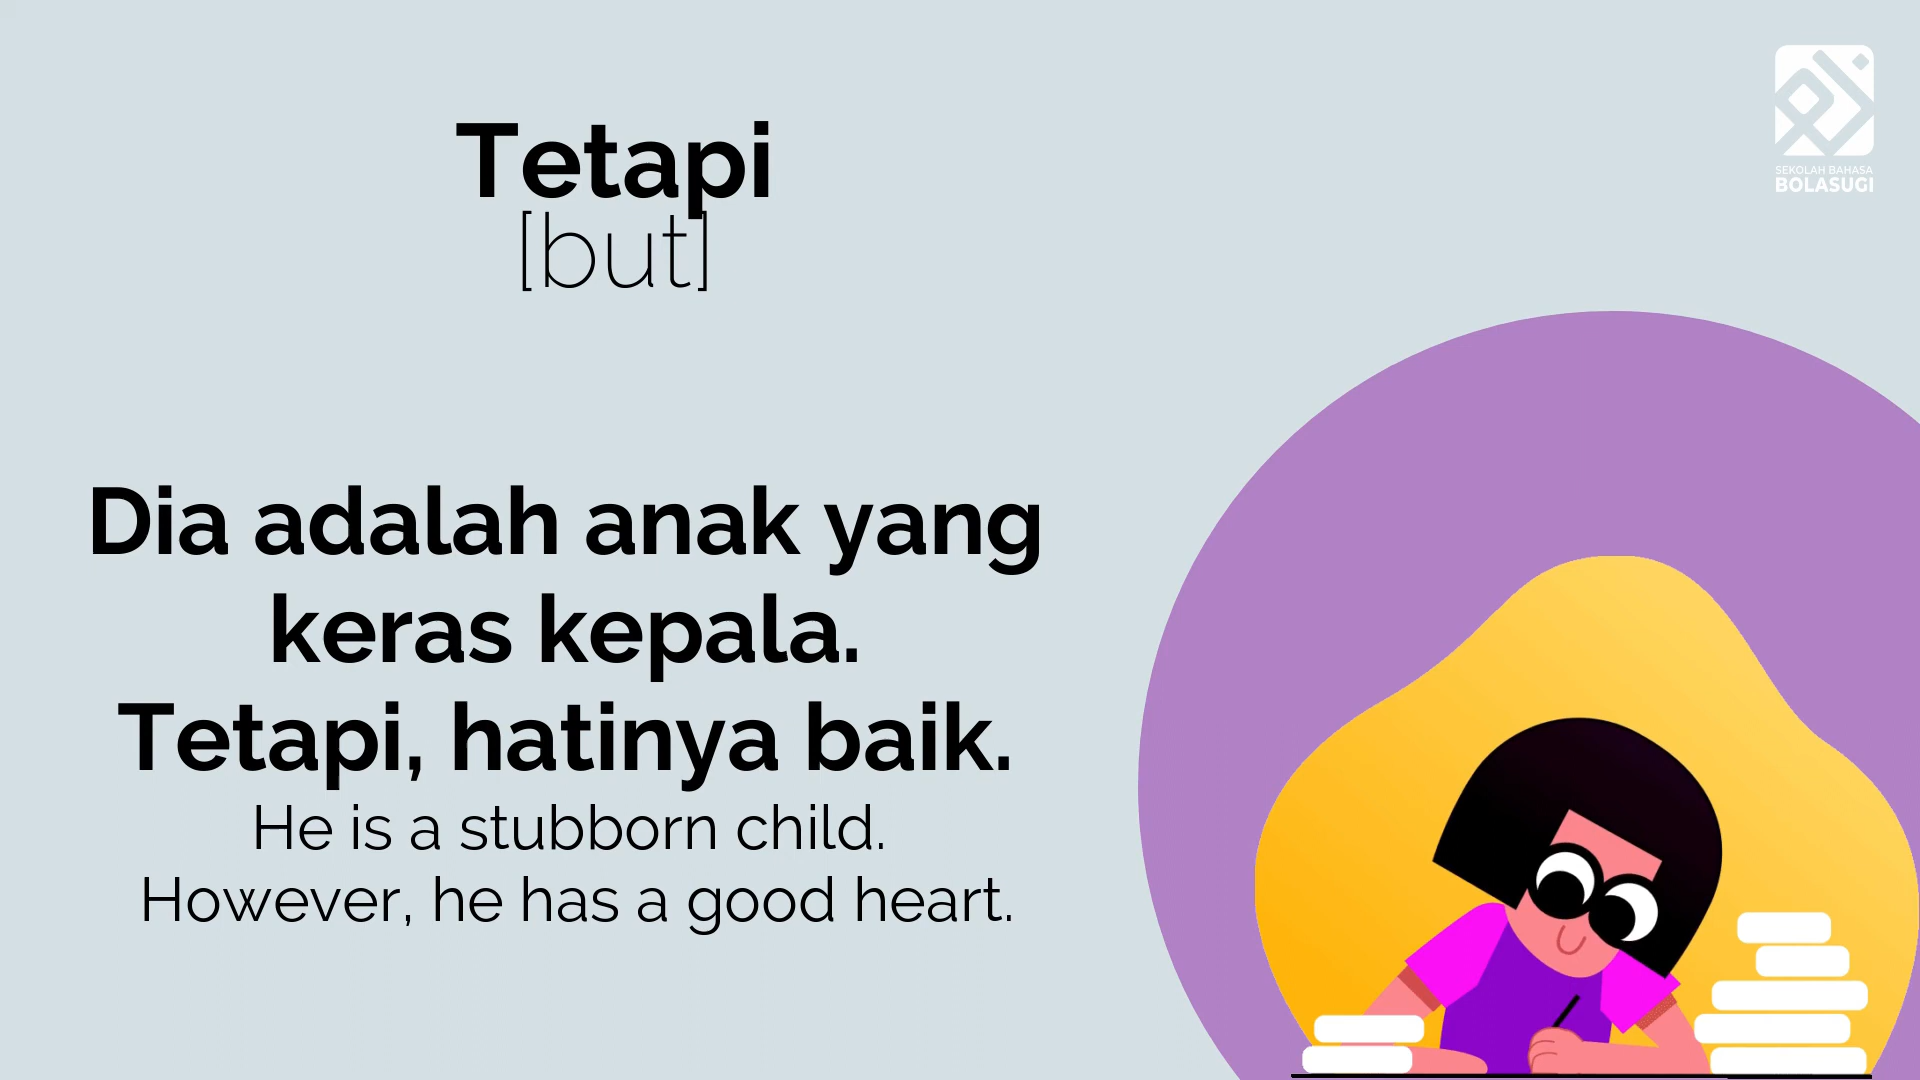 SEKOLAH BAHASA
BOLASUGI
Tetapi
[but]
Dia adalah anak yang
keras kepala.
Tetapi, hatinya baik.
He is a stubborn child.
However, he has a good heart.